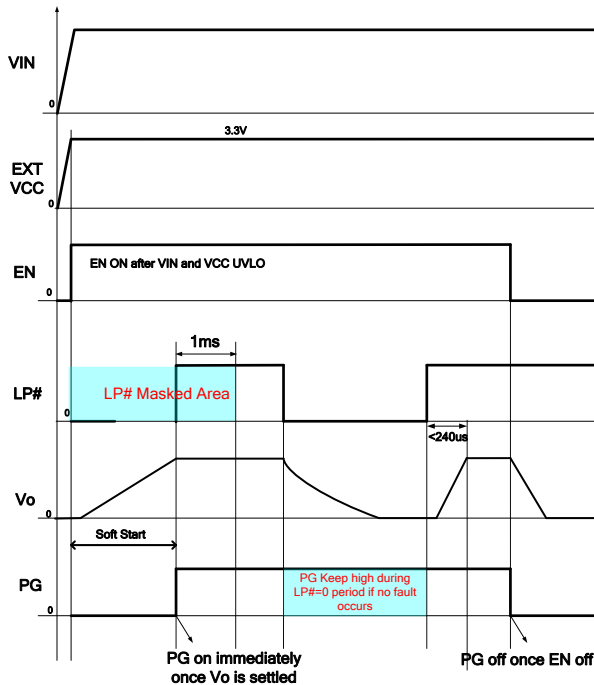 VIN
0
3.3V
EXT
VCC
0
EN ON after VIN and VCC UVLO
EN
0
1ms
LP# Masked Area
LP#
0
<240us
Vo
0
Soft Start
PG
PG Keep high during
LP#=0 period if no fault
occurs
0
PG on immediately
once Vo is settled
PG off once EN off